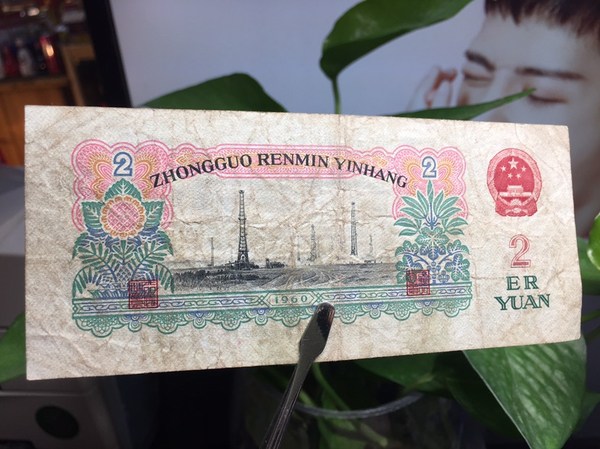 2
ZHONGGUO RENMIN YINHANG
2
1960
2
ER
YUAN